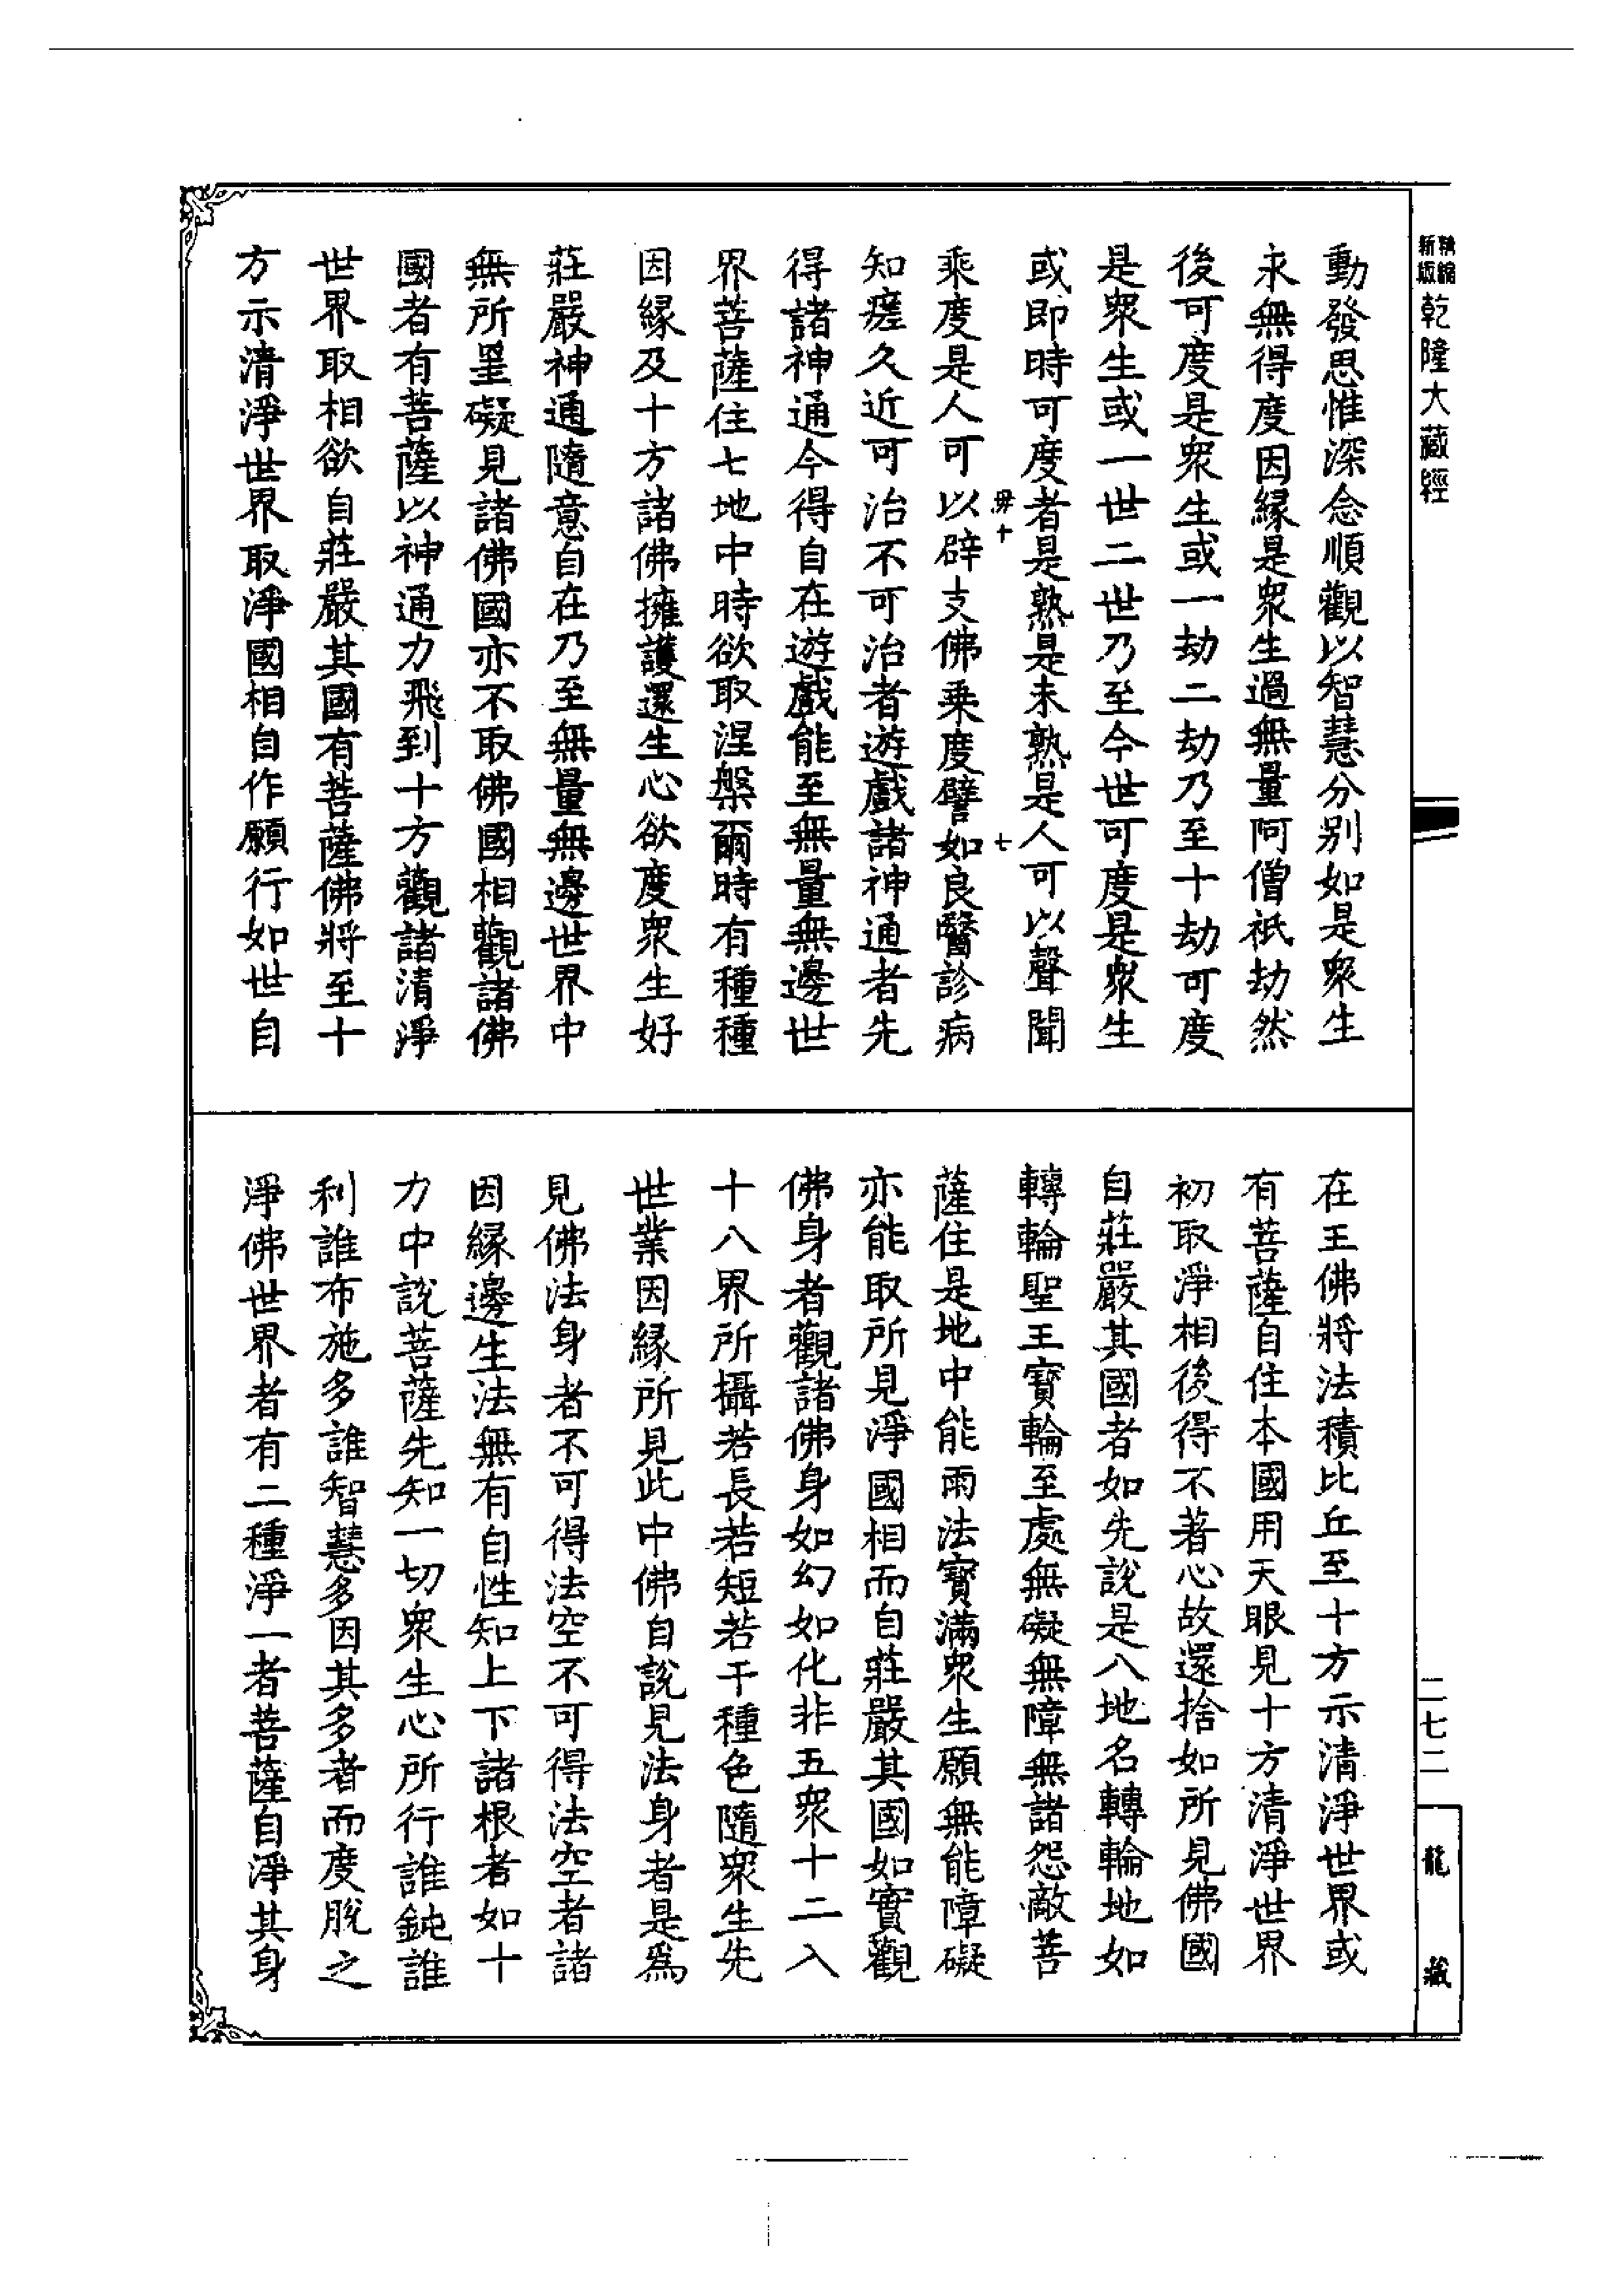 新縮
版縮
乾隆大藏經
動發思惟深念順觀以智慧分别如是衆生
永無得度因縁是衆生過無量阿僧祇劫然
後可度是衆生或一劫二劫乃至十劫可度
是衆生或一世二世乃至今世可度是衆生
或即時可度者是熟是未熟是人可以聲聞
毋十
七
乘度是人可以辟支佛乘度譬如良醫診病
知瘥久近可治不可治者遊戲諸神通者先
得諸神通今得自在遊戲能至無量無邊世
界菩薩住七地中時欲取涅槃爾時有種種
因縁及十方諸佛擁護還生心欲度衆生好
莊嚴神通隨意自在乃至無量無邊世界中
無所罣礙見諸佛國亦不取佛國相觀諸佛
國者有菩薩以神通力飛到十方觀諸清淨
世界取相欲自莊嚴其國有菩薩佛將至十
方示清淨世界取淨國相自作願行如世自
在王佛將法積比丘至十方示清淨世界或
有菩薩自住本國用天眼見十方清淨世界
初取淨相後得不著心故還捨如所見佛國
自莊嚴其國者如先說是八地名轉輪地如
轉輪聖王寳輪至處無礙無障無諸怨敵菩
薩住是地中能雨法寳滿衆生願無能障礙
亦能取所見淨國相而自莊嚴其國如實觀
佛身者觀諸佛身如幻如化非五衆十二入
十八界所攝若長若短若干種色隨衆生先
世業因縁所見此中佛自說見法身者是爲
見佛法身者不可得法空不可得法空者諸
因縁邊生法無有自性知上下諸根者如十
力中說菩薩先知一切衆生心所行誰鈍誰
利誰布施多誰智慧多因其多者而度脫之
淨佛世界者有二種淨一者菩薩自淨其身
二七二
龍藏